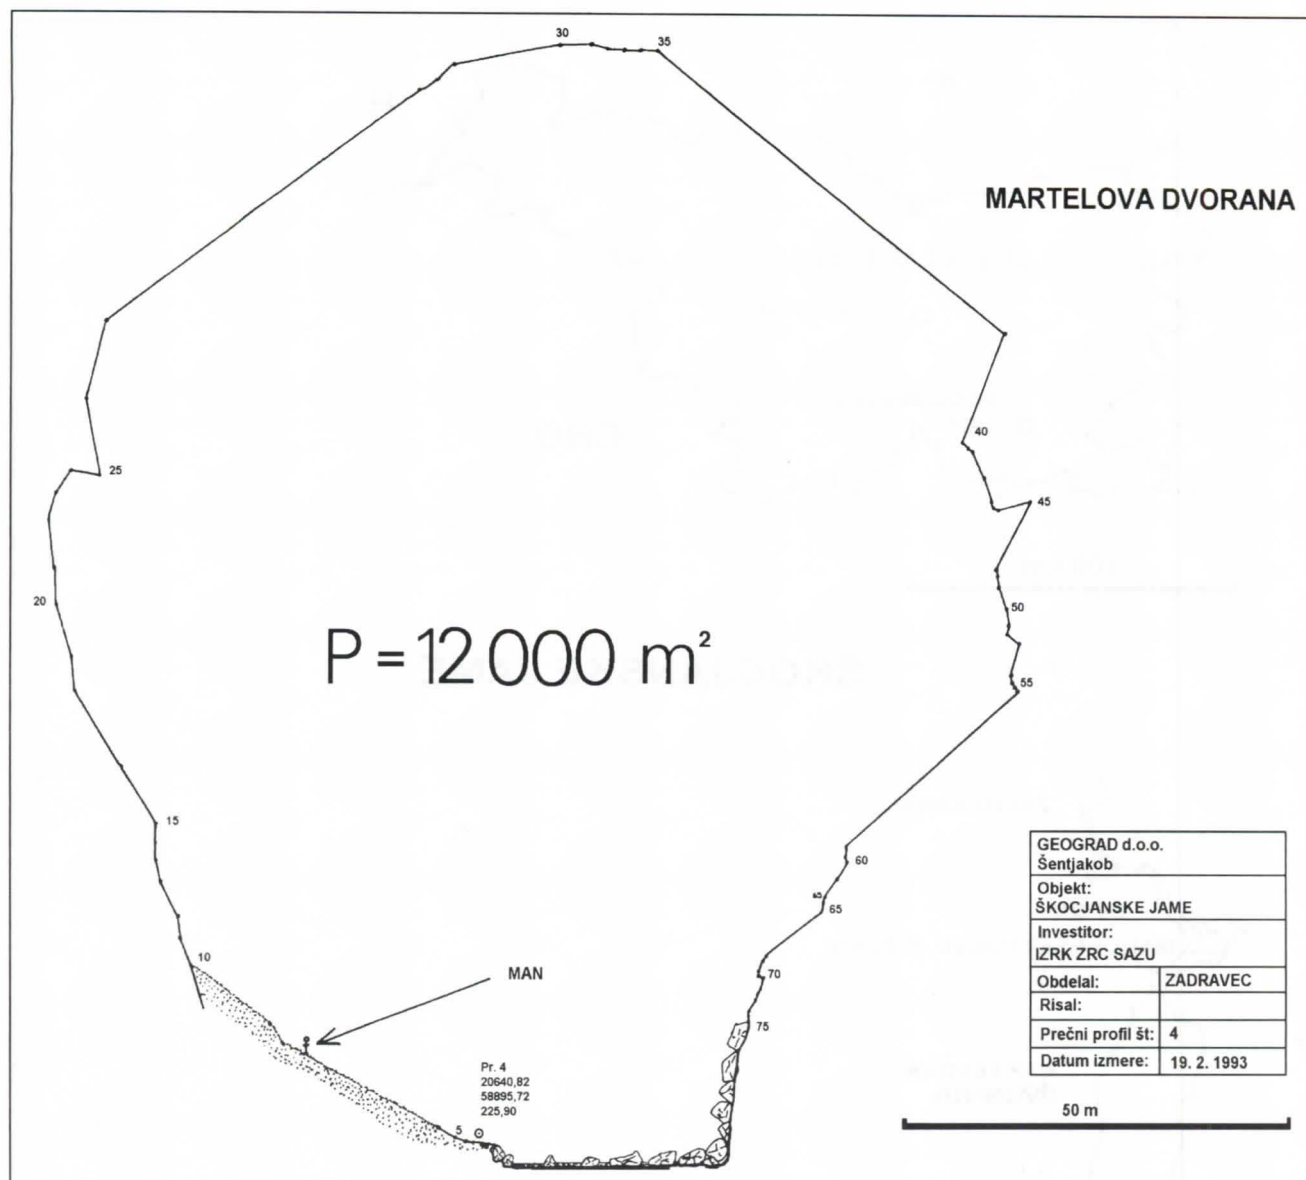 30
35
MARTELOVA DVORANA
40
25
45
20
50
P = 12 000 m²
55
15
60
65
65
10
MAN
70
75
Pr. 4
20640,82
58895,72
225,90
5
GEOGRAD d.o.o.
Šentjakob
Objekt:
ŠKOCJANSKE JAME
Investitor:
IZRK ZRC SAZU
Obdelal: ZADRAVEC
Risal:
Prečni profil št: 4
Datum izmere: 19. 2. 1993
50 m